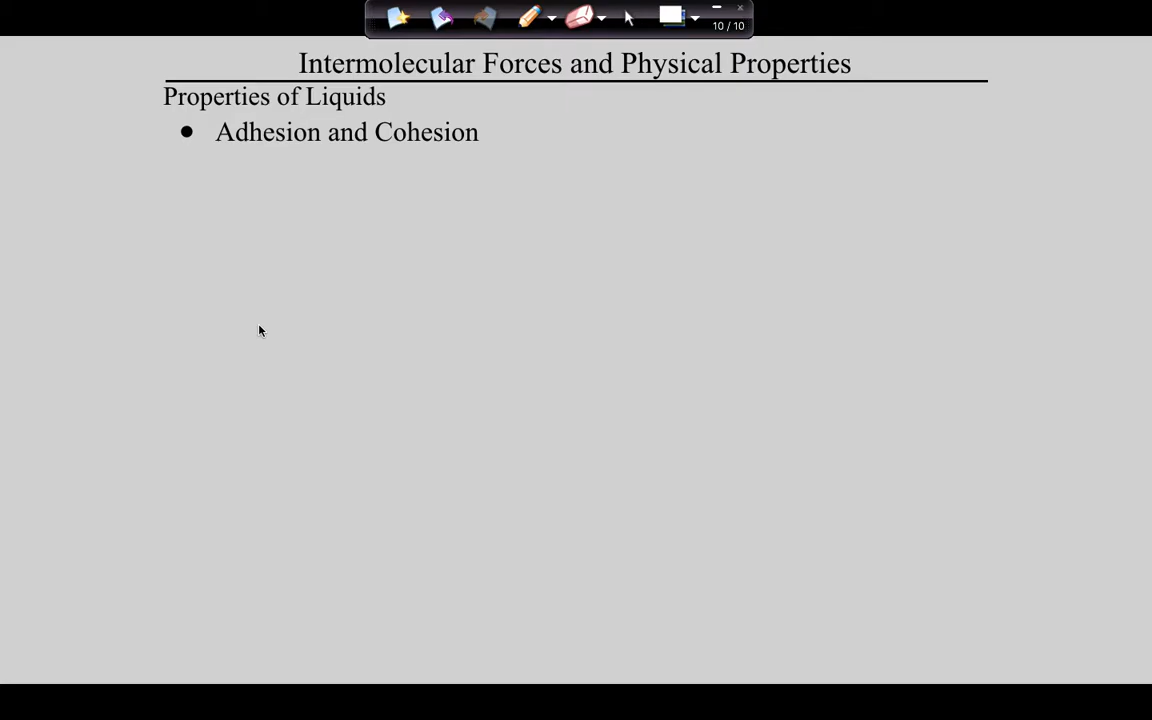 10 / 10
Intermolecular Forces and Physical Properties
Properties of Liquids
● Adhesion and Cohesion